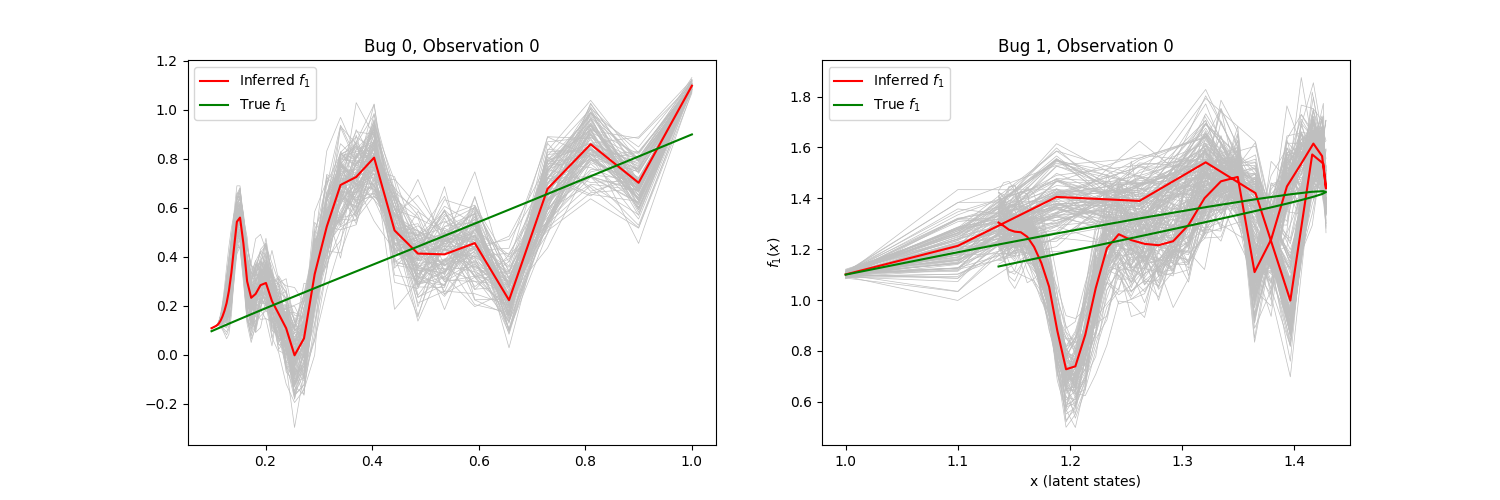 Bug 0, Observation 0
Inferred f₁
True f₁
1.2
1.0
0.8
0.6
0.4
0.2
0.0
−0.2
0.2 0.4 0.6 0.8 1.0
Bug 1, Observation 0
Inferred f₁
True f₁
f₁(x)
1.8
1.6
1.4
1.2
1.0
0.8
0.6
1.0 1.1 1.2 1.3 1.4
x (latent states)